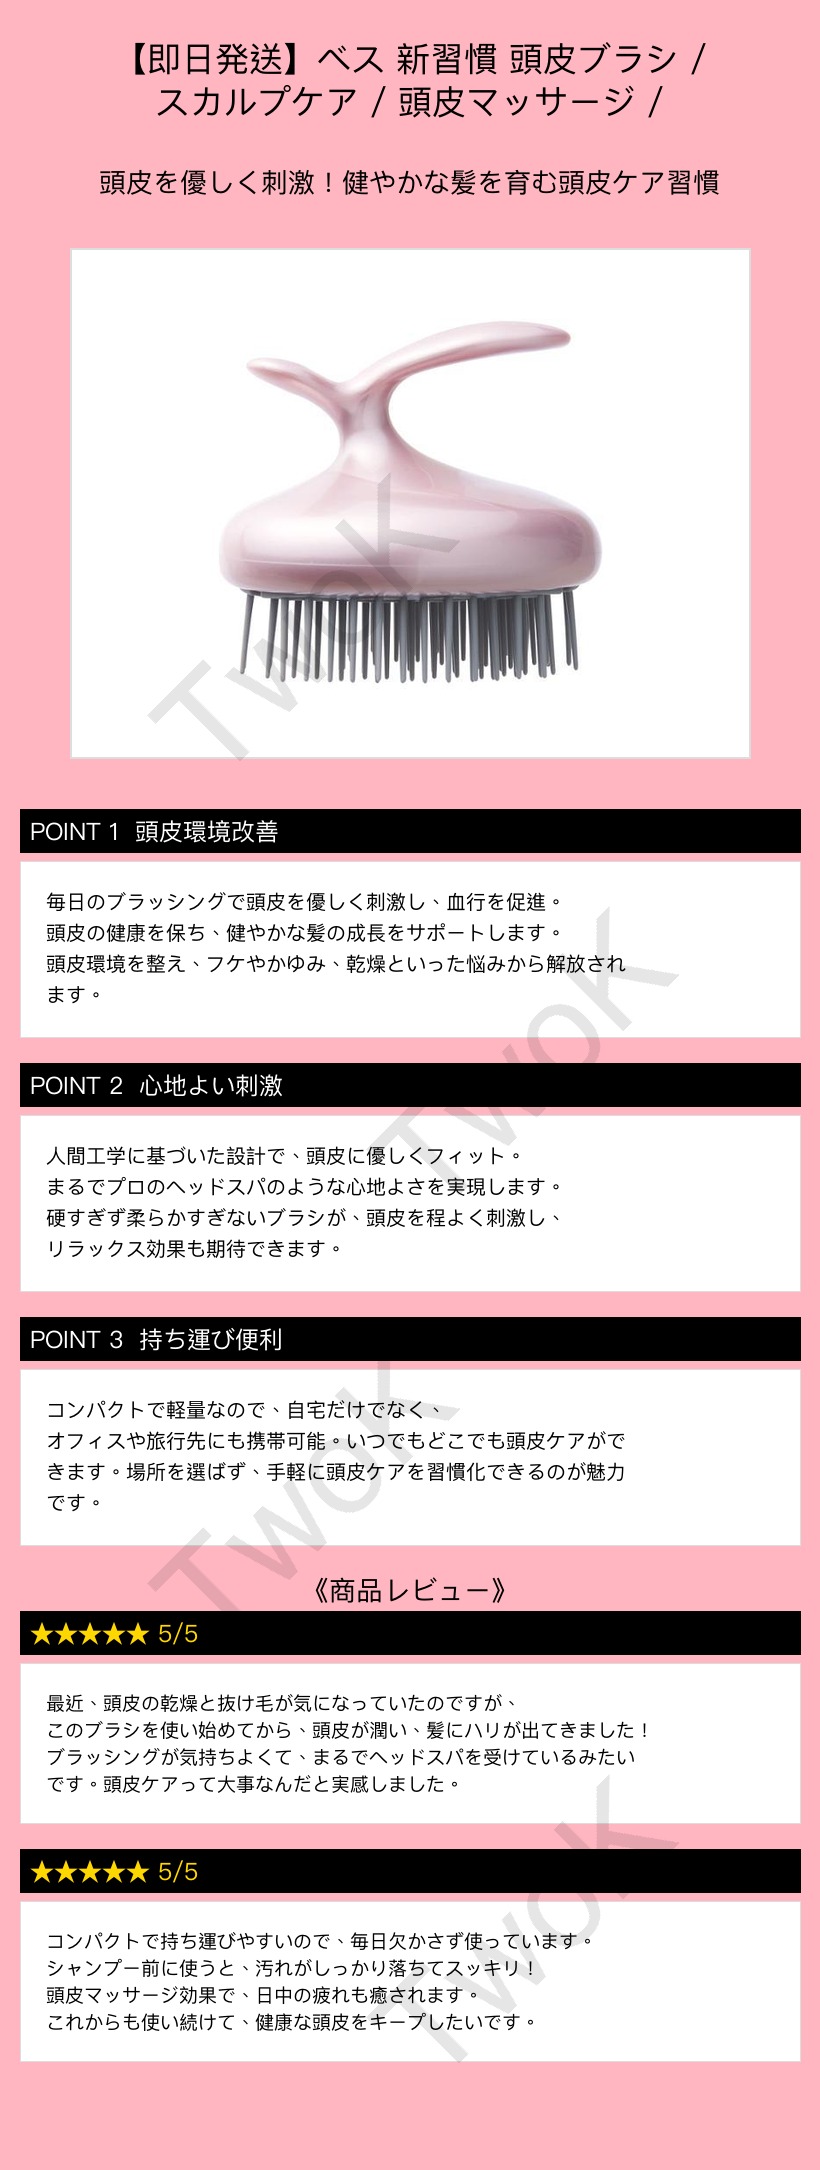 【即日発送】ベス 新習慣 頭皮ブラシ /
スカルプケア / 頭皮マッサージ /
頭皮を優しく刺激！健やかな髪を育む頭皮ケア習慣
TwoK
POINT 1 頭皮環境改善
毎日のブラッシングで頭皮を優しく刺激し、血行を促進。
頭皮の健康を保ち、健やかな髪の成長をサポートします。
頭皮環境を整え、フケやかゆみ、乾燥といった悩みから解放され
ます。
TwoK
POINT 2 心地よい刺激
人間工学に基づいた設計で、頭皮に優しくフィット。
まるでプロのヘッドスパのような心地よさを実現します。
硬すぎず柔らかすぎないブラシが、頭皮を程よく刺激し、
リラックス効果も期待できます。
POINT 3 持ち運び便利
コンパクトで軽量なので、自宅だけでなく、
オフィスや旅行先にも携帯可能。いつでもどこでも頭皮ケアがで
きます。場所を選ばず、手軽に頭皮ケアを習慣化できるのが魅力
です。
TwoK
《商品レビュー》
★★★★★ 5/5
最近、頭皮の乾燥と抜け毛が気になっていたのですが、
このブラシを使い始めてから、頭皮が潤い、髪にハリが出てきました！
ブラッシングが気持ちよくて、まるでヘッドスパを受けているみたい
です。頭皮ケアって大事なんだと実感しました。
★★★★★ 5/5
コンパクトで持ち運びやすいので、毎日欠かさず使っています。
シャンプー前に使うと、汚れがしっかり落ちてスッキリ！
頭皮マッサージ効果で、日中の疲れも癒されます。
これからも使い続けて、健康な頭皮をキープしたいです。
TwoK